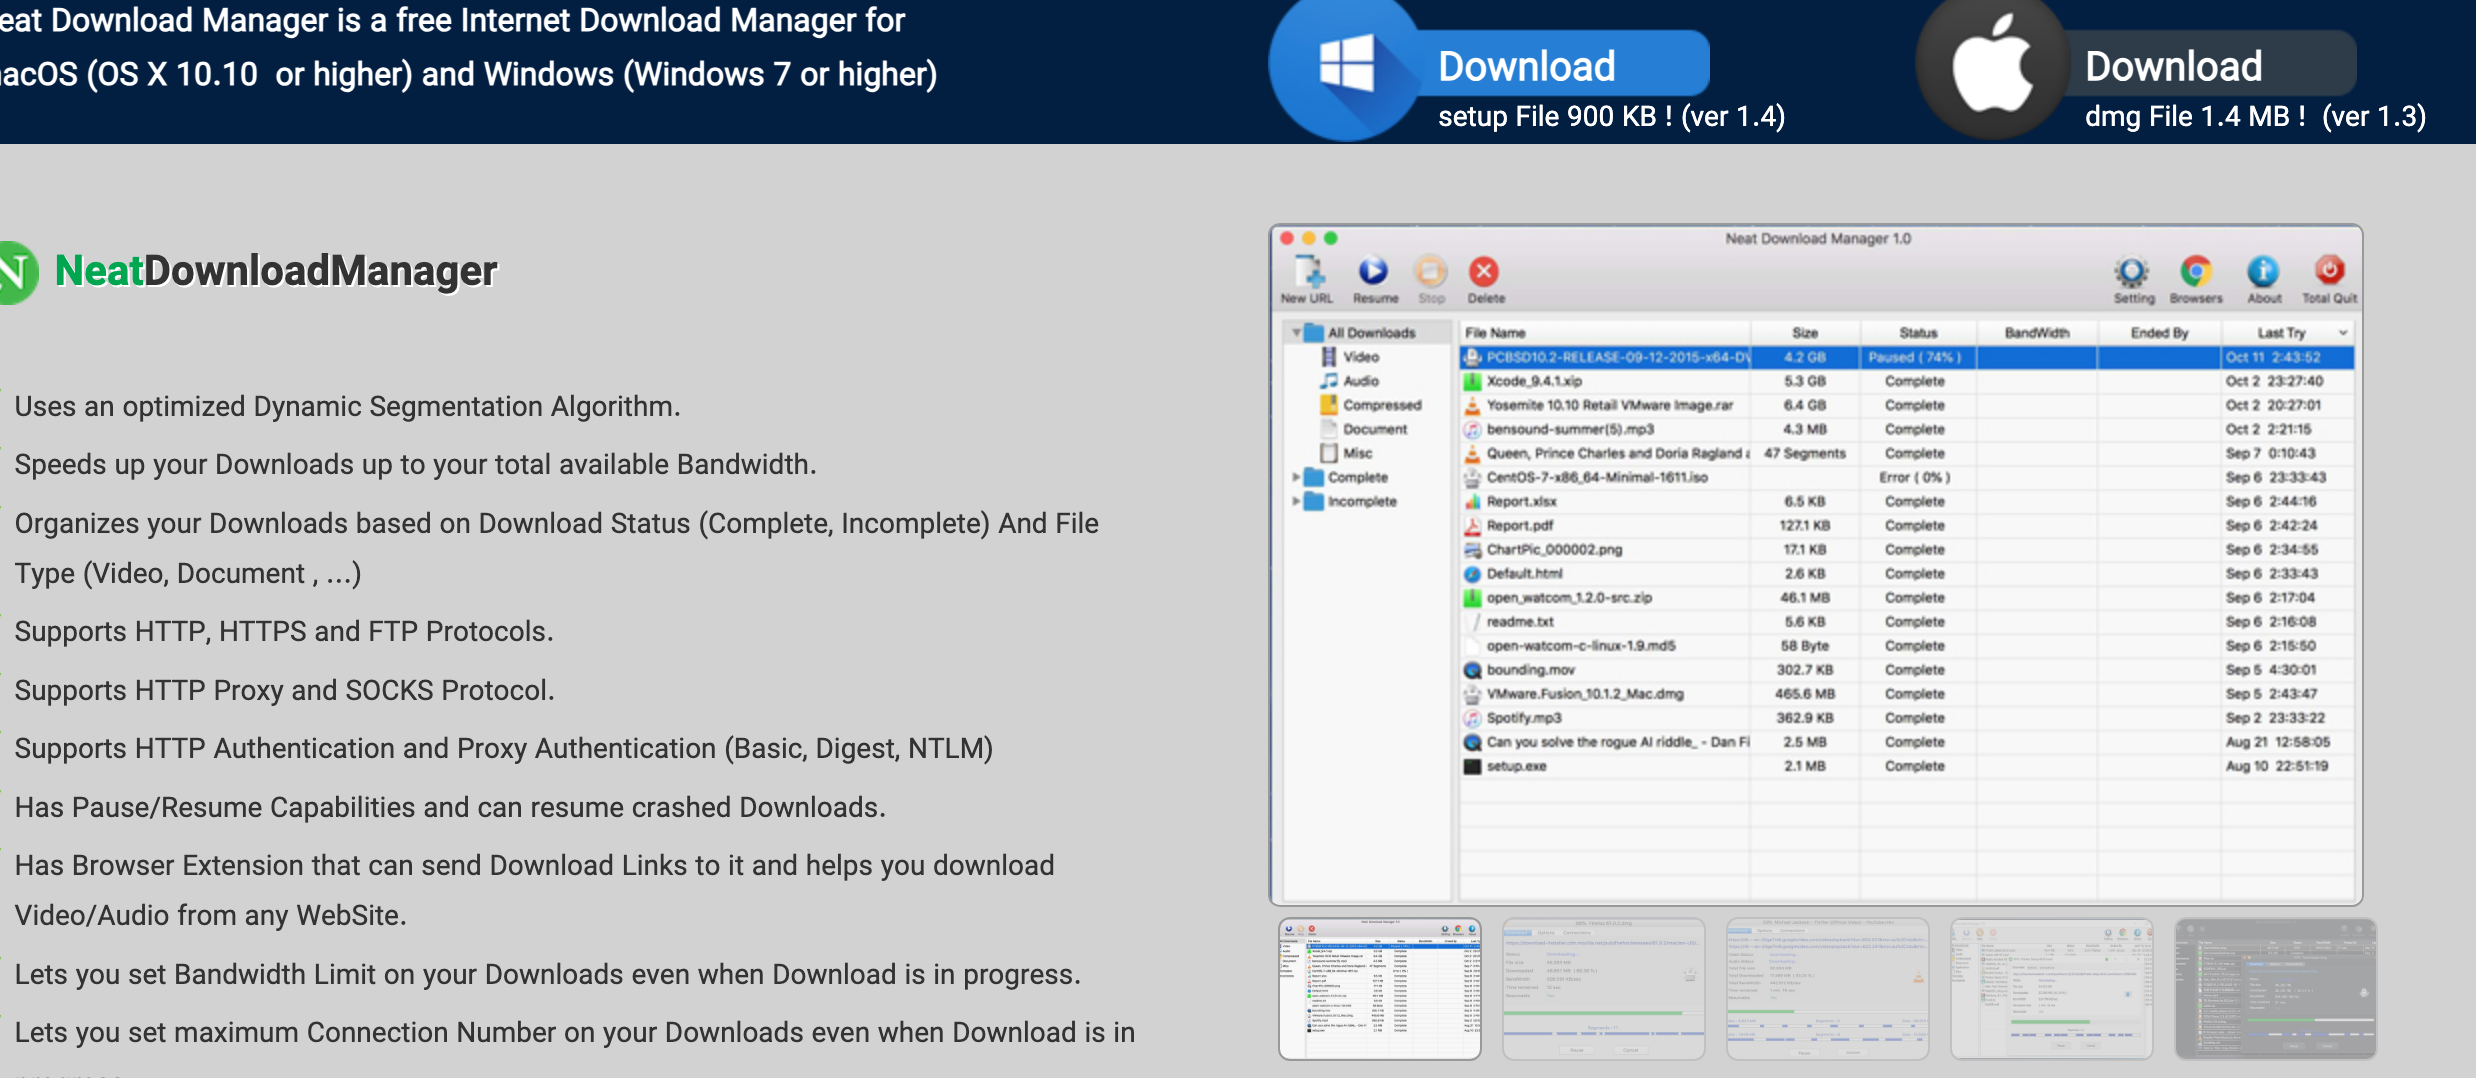 eat Download Manager is a free Internet Download Manager for
acOS (OS X 10.10 or higher) and Windows (Windows 7 or higher)
Download
setup File 900 KB ! (ver 1.4)
Download
dmg File 1.4 MB ! (ver 1.3)
N NeatDownloadManager
Uses an optimized Dynamic Segmentation Algorithm.
Speeds up your Downloads up to your total available Bandwidth.
Organizes your Downloads based on Download Status (Complete, Incomplete) And File
Type (Video, Document , ...)
Supports HTTP, HTTPS and FTP Protocols.
Supports HTTP Proxy and SOCKS Protocol.
Supports HTTP Authentication and Proxy Authentication (Basic, Digest, NTLM)
Has Pause/Resume Capabilities and can resume crashed Downloads.
Has Browser Extension that can send Download Links to it and helps you download
Video/Audio from any WebSite.
Lets you set Bandwidth Limit on your Downloads even when Download is in progress.
Lets you set maximum Connection Number on your Downloads even when Download is in
Neat Download Manager 1.0
New URL Resume Stop Delete Setting Browsers About Total Quit
All Downloads
Video
Audio
Compressed
Document
Misc
Complete
Incomplete
File Name Size Status BandWidth Ended By Last Try
PCBSD10.2-RELEASE-09-12-2015-x64-DV 4.2 GB Paused ( 74% ) Oct 11 2:43:52
Xcode_9.4.1.xip 5.3 GB Complete Oct 2 23:27:40
Yosemite 10.10 Retail VMware Image.rar 6.4 GB Complete Oct 2 20:27:01
bensound-summer(5).mp3 4.3 MB Complete Oct 2 2:21:15
Queen, Prince Charles and Doria Ragland 47 Segments Complete Sep 7 0:10:43
CentOS-7-x86_64-Minimal-1611.iso Error ( 0% ) Sep 6 23:33:43
Report.xlsx 6.5 KB Complete Sep 6 2:44:16
Report.pdf 127.1 KB Complete Sep 6 2:42:24
ChartPic_000002.png 17.1 KB Complete Sep 6 2:34:55
Default.html 2.6 KB Complete Sep 6 2:33:43
open_watcom_1.2.0-src.zip 46.1 MB Complete Sep 6 2:17:04
readme.txt 5.6 KB Complete Sep 6 2:16:08
open-watcom-c-linux-1.9.md5 58 Byte Complete Sep 6 2:15:50
bounding.mov 302.7 KB Complete Sep 5 4:30:01
VMware.Fusion_10.1.2_Mac.dmg 465.6 MB Complete Sep 5 2:43:47
Spotify.mp3 362.9 KB Complete Sep 2 23:33:22
Can you solve the rogue AI riddle_ - Dan Fi 2.5 MB Complete Aug 21 12:58:05
setup.exe 2.1 MB Complete Aug 10 22:51:19